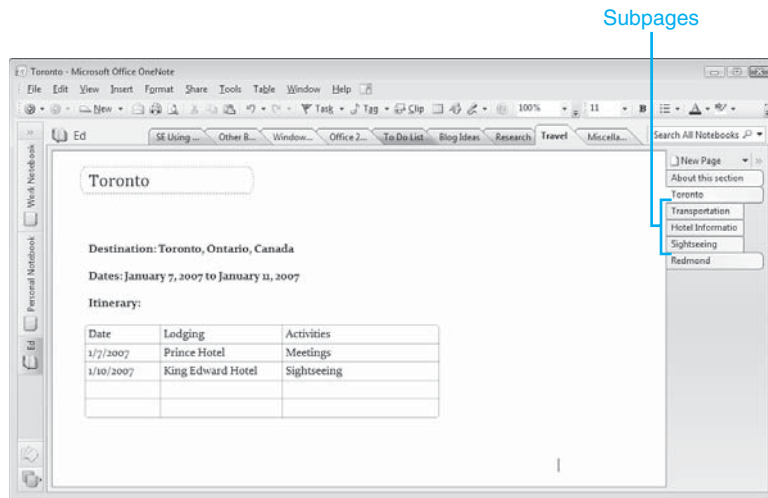 Subpages
Toronto - Microsoft Office OneNote
File Edit View Insert Format Share Tools Table Window Help
New Task Tag Clip 100% 11 B
Ed SE Using ... Other B... Window... Office 2... To Do List Blog Ideas Research Travel Miscella... Search All Notebooks
Work Notebook
Personal Notebook
Ed
New Page
About this section
Toronto
Transportation
Hotel Informatio
Sightseeing
Redmond
Toronto
Destination: Toronto, Ontario, Canada
Dates: January 7, 2007 to January 11, 2007
Itinerary:
Date Lodging Activities
1/7/2007 Prince Hotel Meetings
1/10/2007 King Edward Hotel Sightseeing